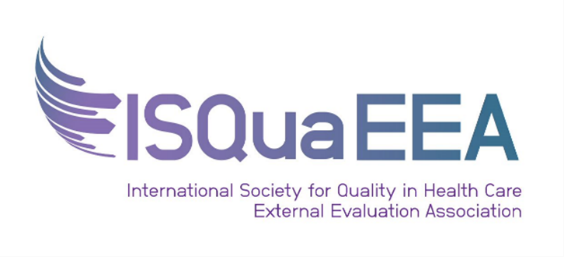 ISQuaEEA
International Society for Quality in Health Care
External Evaluation Association